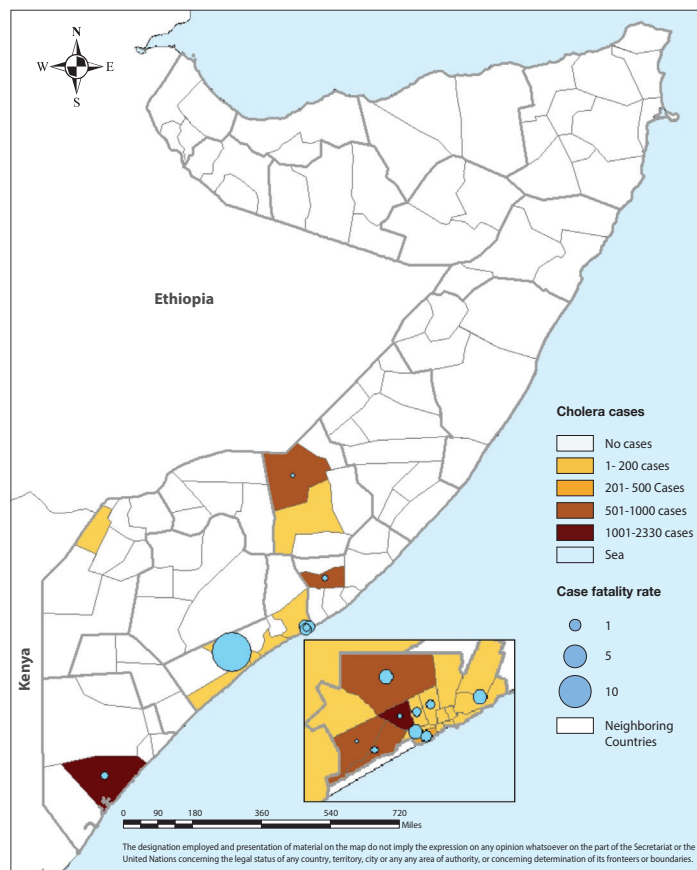 N
W E
S
Ethiopia
Kenya
Cholera cases
No cases
1- 200 cases
201- 500 Cases
501-1000 cases
1001-2330 cases
Sea
Case fatality rate
1
5
10
Neighboring
Countries
0 90 180 360 540 720
Miles
The designation employed and presentation of material on the map do not imply the expression on any opinion whatsoever on the part of the Secretariat or the
United Nations concerning the legal status of any country, territory, city or any any area of authority, or concerning determination of its fronteers or boundaries.